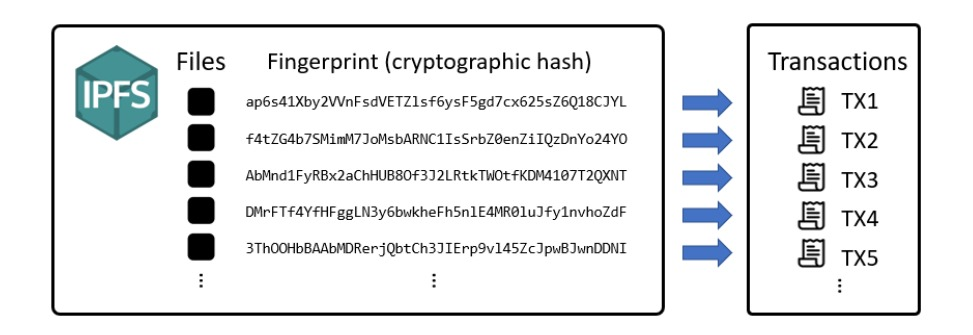 IPFS
Files Fingerprint (cryptographic hash) Transactions
ap6s41Xby2VVnFsdVETZlsf6ysF5gd7cx625sZ6Q18CJYL TX1
f4tZG4b7SMimM7JoMsbARNC1IsSrbZ0enZiIQzDnYo24YO TX2
AbMnd1FyRBx2aChHUB8Of3J2LRtkTWOtfKDM4107T2QXNT TX3
DMrFTf4YfHFggLN3y6bwkheFh5nlE4MR0luJfy1nvhoZdF TX4
3ThOOHbBAAbMDRerjQbtCh3JIErp9vl45ZcJpwBJwnDDNI TX5